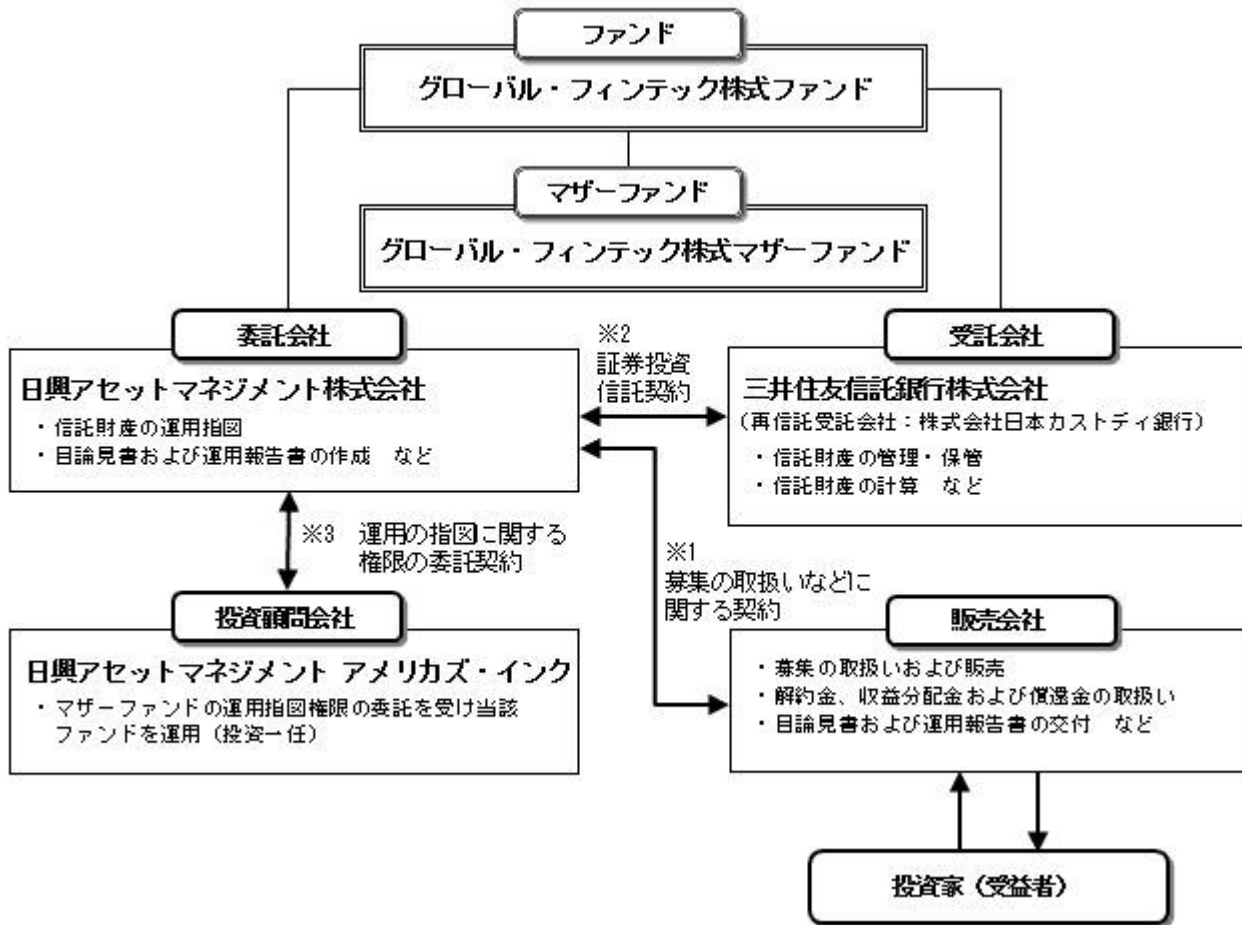 ファンド
グローバル・フィンテック株式ファンド
マザーファンド
グローバル・フィンテック株式マザーファンド
委託会社
日興アセットマネジメント株式会社
・信託財産の運用指図
・目論見書および運用報告書の作成　など
※2
証券投資
信託契約
受託会社
三井住友信託銀行株式会社
(再信託受託会社：株式会社日本カストディ銀行)
・信託財産の管理・保管
・信託財産の計算　など
※3　運用の指図に関する
権限の委託契約
※1
募集の取扱いなどに
関する契約
投資顧問会社
日興アセットマネジメント アメリカズ・インク
・マザーファンドの運用指図権限の委託を受け当該
ファンドを運用（投資一任）
販売会社
・募集の取扱いおよび販売
・解約金、収益分配金および償還金の取扱い
・目論見書および運用報告書の交付　など
投資家（受益者）